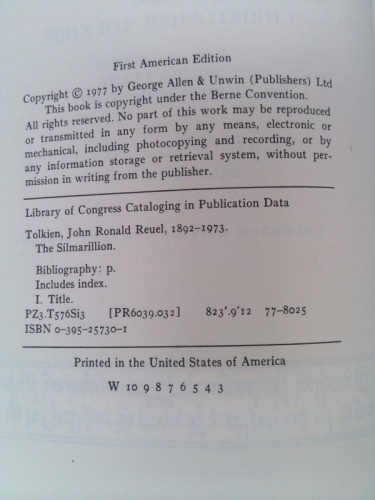 First American Edition
Copyright © 1977 by George Allen & Unwin (Publishers) Ltd
This book is copyright under the Berne Convention.
All rights reserved. No part of this work may be reproduced
or transmitted in any form by any means, electronic or
mechanical, including photocopying and recording, or by
any information storage or retrieval system, without per-
mission in writing from the publisher.
Library of Congress Cataloging in Publication Data
Tolkien, John Ronald Reuel, 1892–1973.
The Silmarillion.
Bibliography: p.
Includes index.
I. Title.
PZ3.T576Si3 [PR6039.032] 823'.9'12 77–8025
ISBN 0-395-25730-1
Printed in the United States of America
W 10 9 8 7 6 5 4 3